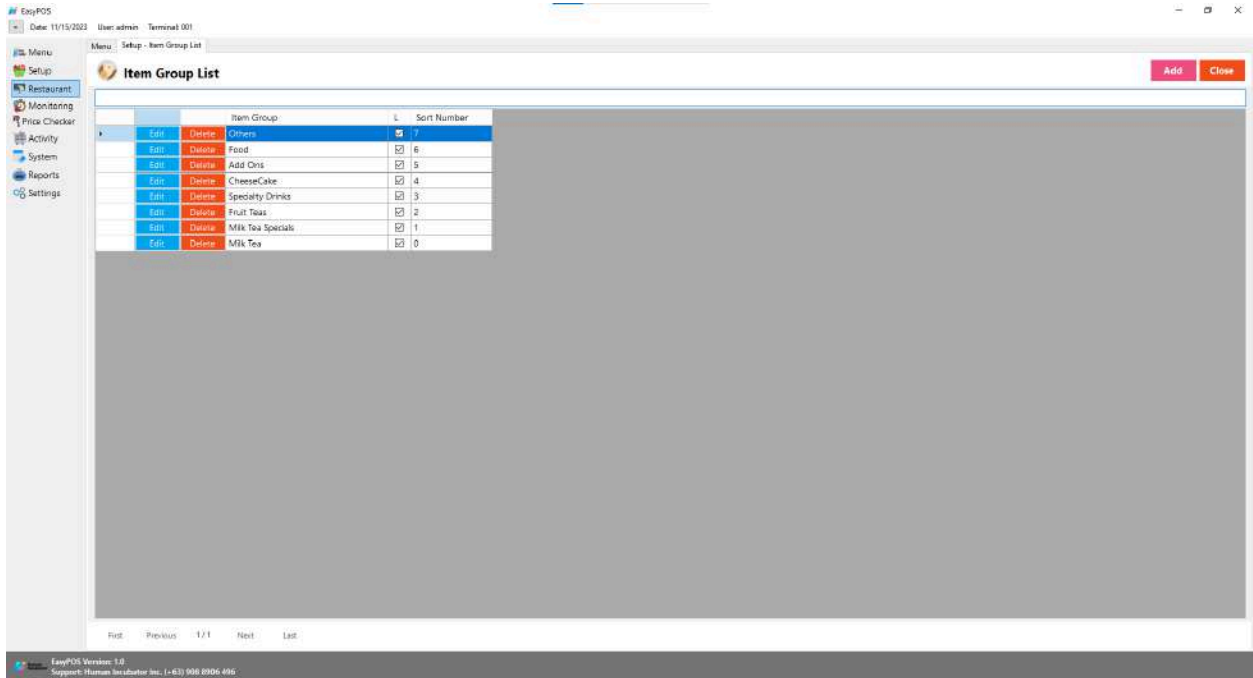 EasyPOS
Date: 11/15/2023 User: admin Terminal: 001
Menu
Setup
Restaurant
Monitoring
Price Checker
Activity
System
Reports
Settings
Menu Setup - Item Group List
Item Group List
Add Close
Item Group L Sort Number
Edit Delete Others 7
Edit Delete Food 6
Edit Delete Add Ons 5
Edit Delete CheeseCake 4
Edit Delete Specialty Drinks 3
Edit Delete Fruit Teas 2
Edit Delete Milk Tea Specials 1
Edit Delete Milk Tea 0
First Previous 1 / 1 Next Last
EasyPOS Version: 1.0
Support: Human Incubator Inc. (+63) 908 8906 496